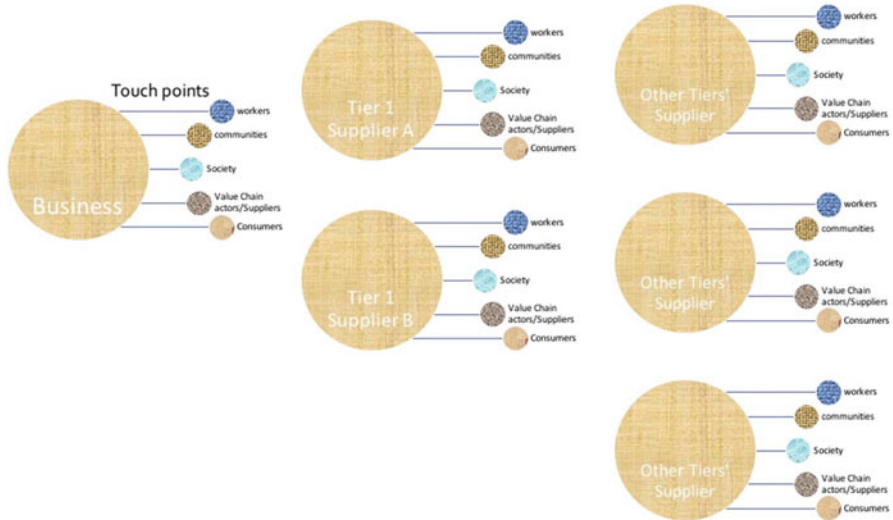 Touch points
Business
workers
communities
Society
Value Chain
actors/Suppliers
Consumers
Tier 1
Supplier A
workers
communities
Society
Value Chain
actors/Suppliers
Consumers
Tier 1
Supplier B
workers
communities
Society
Value Chain
actors/Suppliers
Consumers
Other Tiers'
Supplier
workers
communities
Society
Value Chain
actors/Suppliers
Consumers
Other Tiers'
Supplier
workers
communities
Society
Value Chain
actors/Suppliers
Consumers
Other Tiers'
Supplier
workers
communities
Society
Value Chain
actors/Suppliers
Consumers